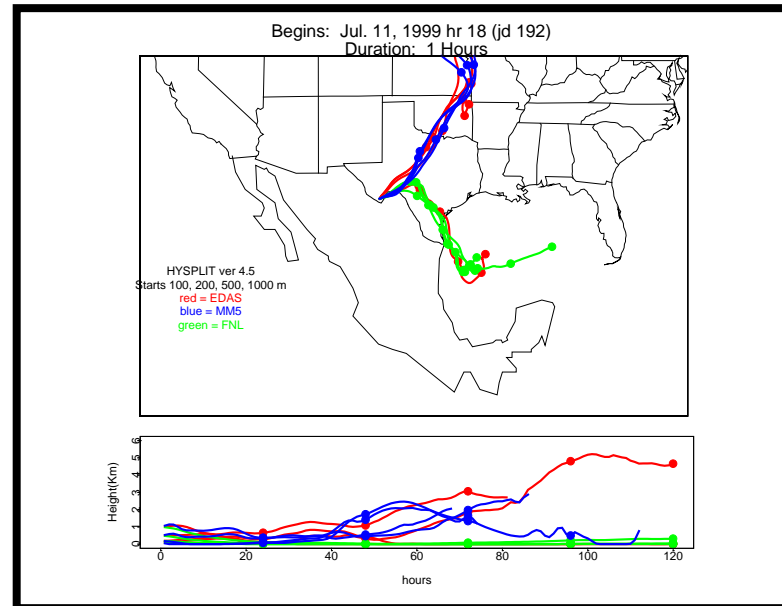 Begins: Jul. 11, 1999 hr 18 (jd 192)
Duration: 1 Hours
HYSPLIT ver 4.5
Starts 100, 200, 500, 1000 m
red = EDAS
blue = MM5
green = FNL
Height(Km)
6
5
4
3
2
1
0
0 20 40 60 80 100 120
hours